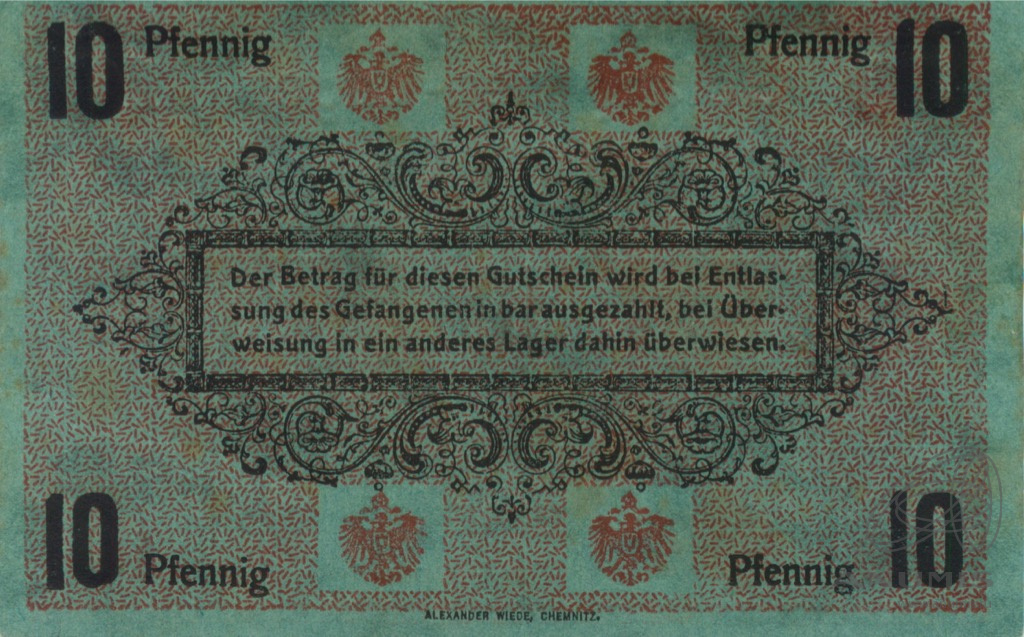 10 Pfennig Pfennig 10
Der Betrag für diesen Gutschein wird bei Entlas-
sung des Gefangenen in bar ausgezahlt, bei Über-
weisung in ein anderes Lager dahin überwiesen.
10 Pfennig Pfennig 10
ALEXANDER WIEDE, CHEMNITZ.